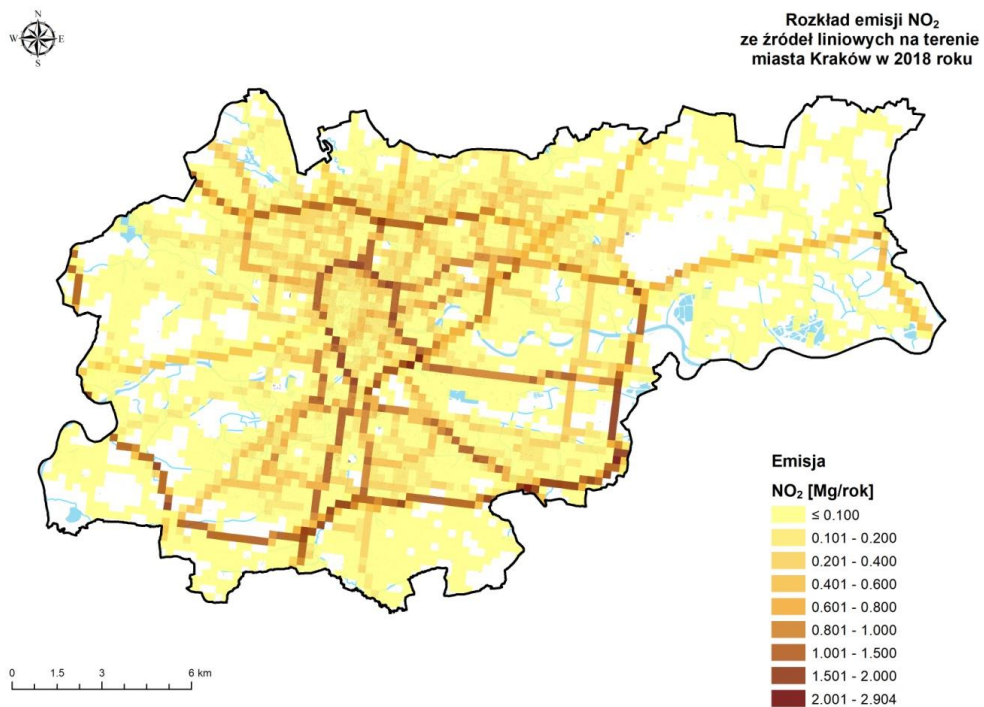 N
W E
S
Rozkład emisji NO₂
ze źródeł liniowych na terenie
miasta Kraków w 2018 roku
Emisja
NO₂ [Mg/rok]
≤ 0.100
0.101 - 0.200
0.201 - 0.400
0.401 - 0.600
0.601 - 0.800
0.801 - 1.000
1.001 - 1.500
1.501 - 2.000
2.001 - 2.904
0 1.5 3 6 km